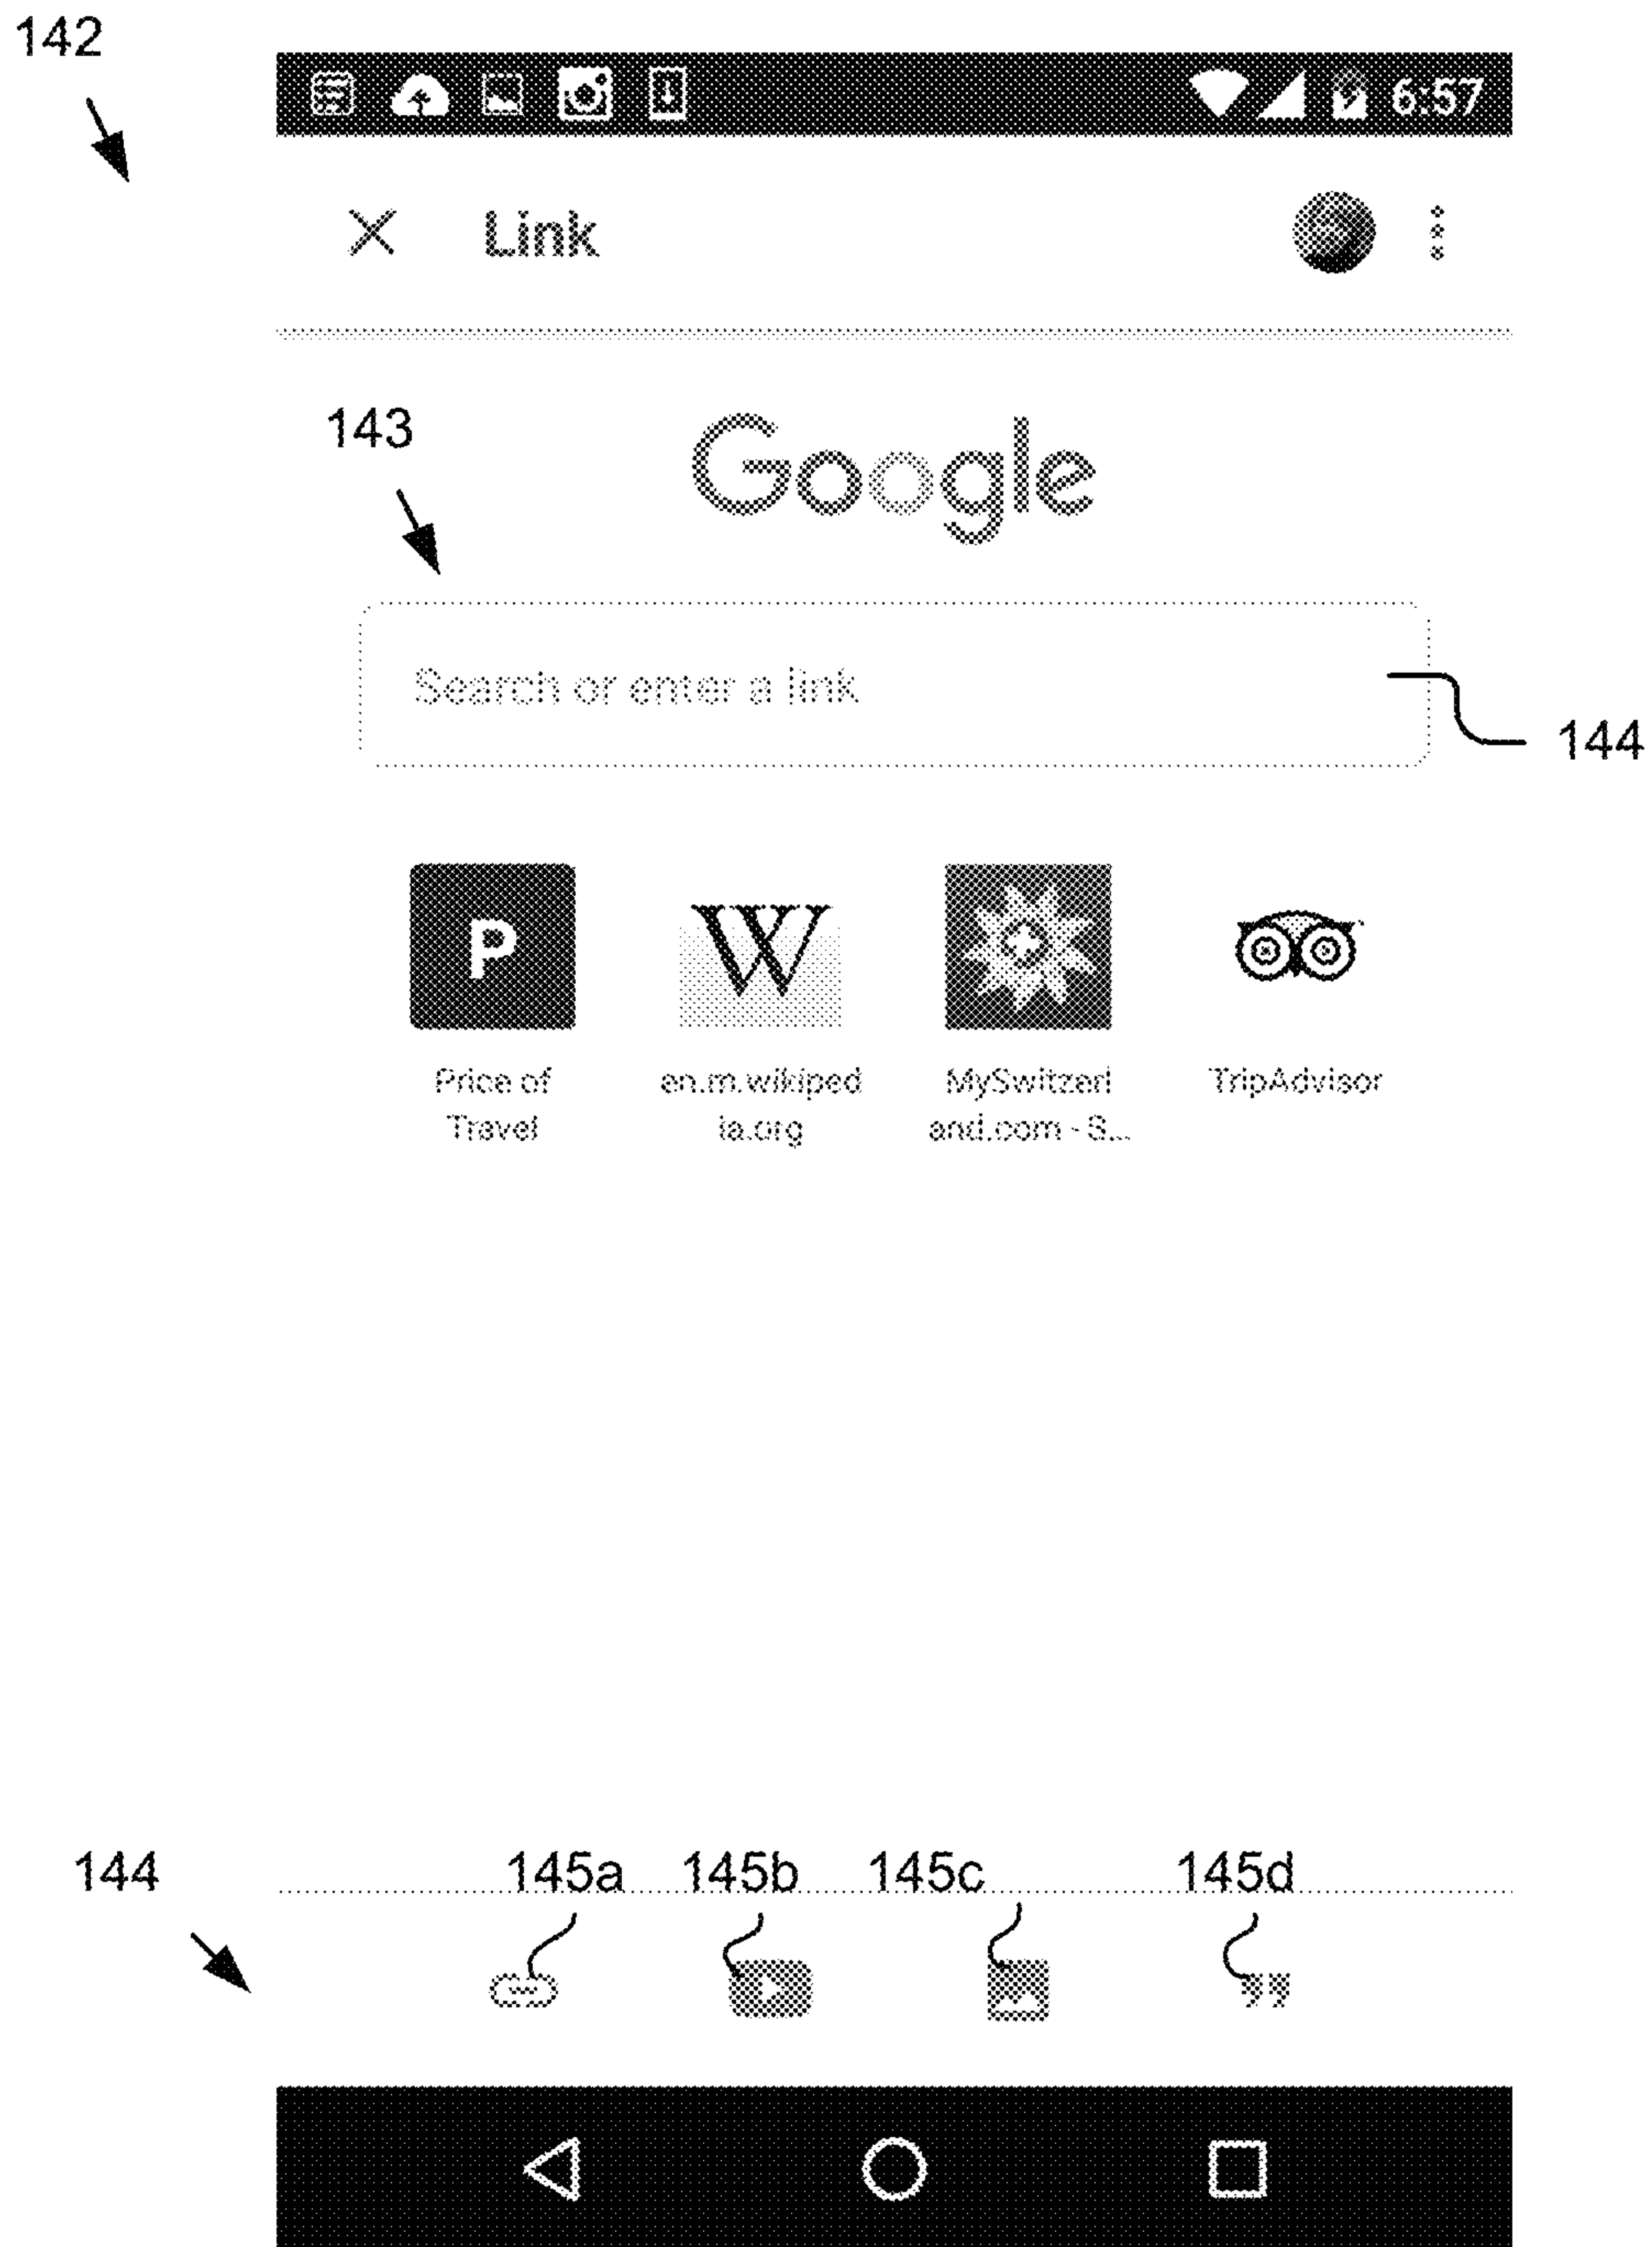 142
6:57
Link
143
Google
Search or enter a link
144
P
W
Price of
Travel
en.m.wikiped
ia.org
MySwitzerl
and.com - S...
TripAdvisor
144
145a
145b
145c
145d